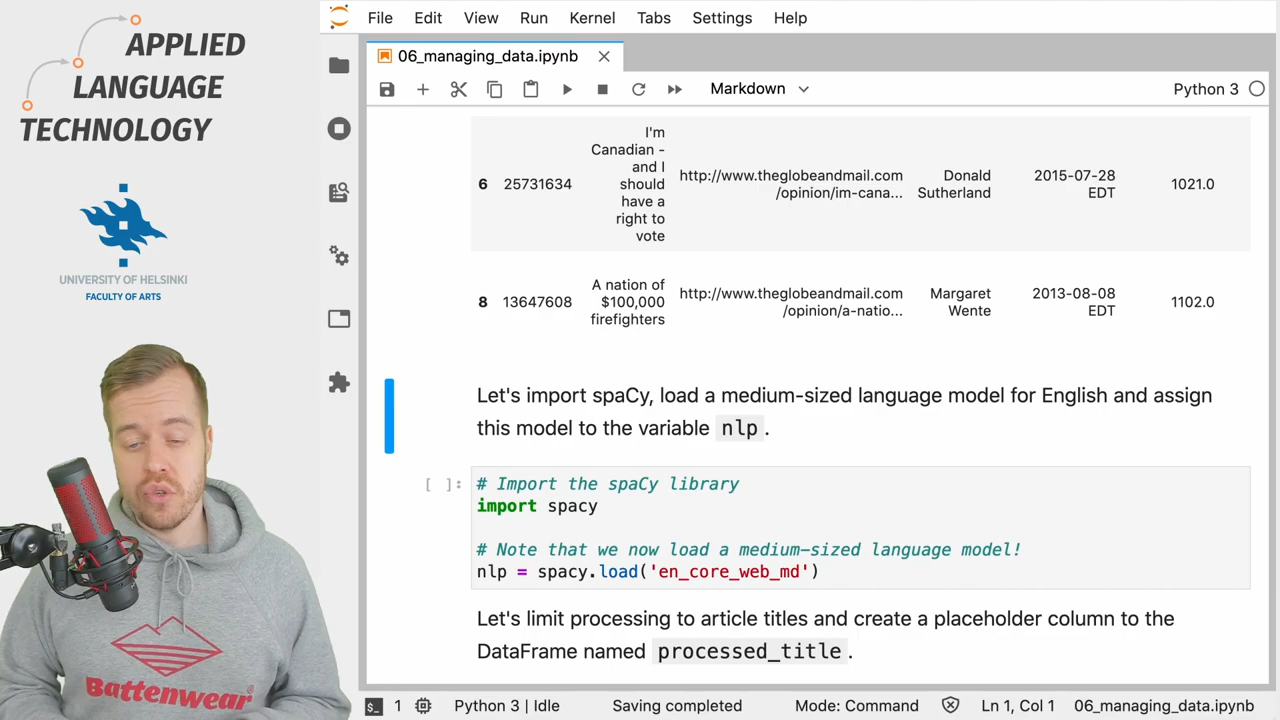 APPLIED
LANGUAGE
TECHNOLOGY
UNIVERSITY OF HELSINKI
FACULTY OF ARTS
Battenwear®
File Edit View Run Kernel Tabs Settings Help
06_managing_data.ipynb
Markdown
Python 3
6 25731634 I'm Canadian - and I should have a right to vote http://www.theglobeandmail.com/opinion/im-cana... Donald Sutherland 2015-07-28 EDT 1021.0
8 13647608 A nation of $100,000 firefighters http://www.theglobeandmail.com/opinion/a-natio... Margaret Wente 2013-08-08 EDT 1102.0
Let's import spaCy, load a medium-sized language model for English and assign
this model to the variable nlp.
[ ]: # Import the spaCy library
import spacy
# Note that we now load a medium-sized language model!
nlp = spacy.load('en_core_web_md')
Let's limit processing to article titles and create a placeholder column to the
DataFrame named processed_title.
$_ 1 Python 3 | Idle Saving completed Mode: Command Ln 1, Col 1 06_managing_data.ipynb